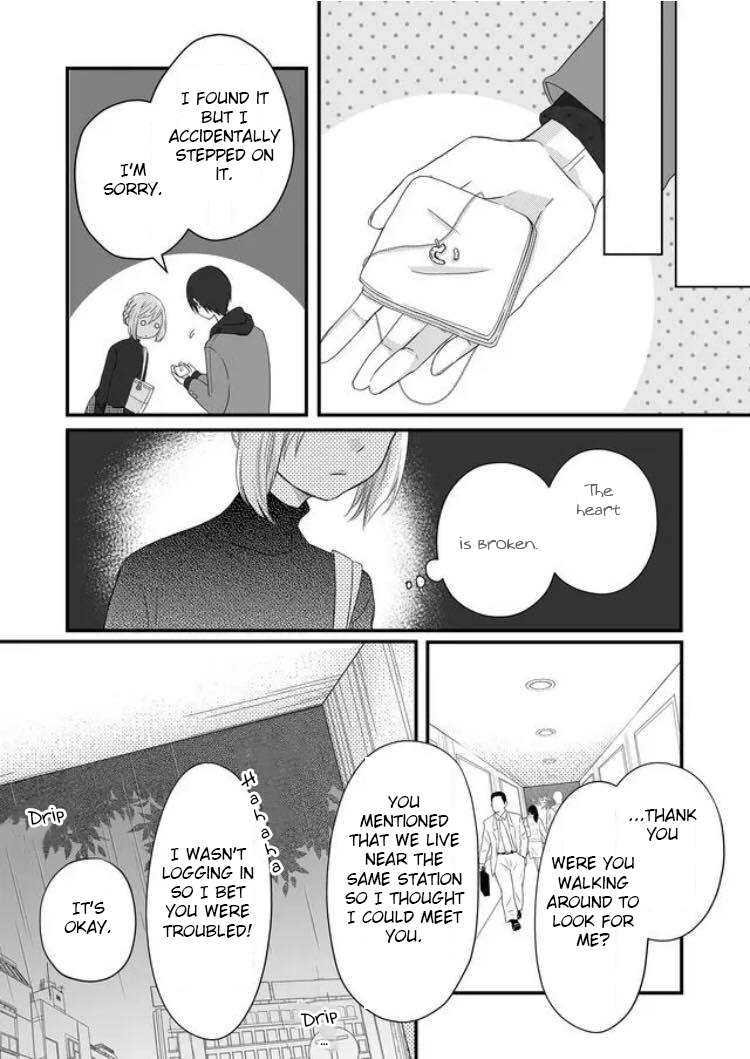 I FOUND IT
BUT I
ACCIDENTALLY
STEPPED ON
IT.
I'M
SORRY.
The
heart
is Broken.
...THANK
YOU
WERE YOU
WALKING
AROUND TO
LOOK FOR
ME?
YOU
MENTIONED
THAT WE LIVE
NEAR THE
SAME STATION
SO I THOUGHT
I COULD MEET
YOU.
Hahaha
I WASN'T
LOGGING IN
SO I BET
YOU WERE
TROUBLED!
Drip
IT'S
OKAY.
Drip
...